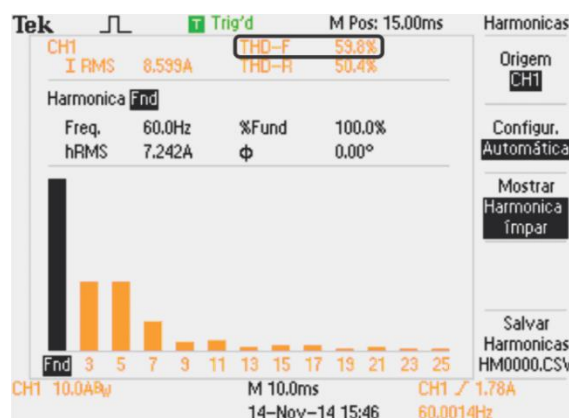 Tek T Trig'd M Pos: 15.00ms Harmonicas
CH1 THD-F 59.8%
I RMS 8.599A THD-R 50.4%
Origem
CH1
Harmonica Fnd
Freq. 60.0Hz %Fund 100.0%
hRMS 7.242A Φ 0.00°
Configur.
Automática
Mostrar
Harmonica
ímpar
Salvar
Harmonicas
HM0000.CSV
Fnd 3 5 7 9 11 13 15 17 19 21 23 25
CH1 10.0ABw M 10.0ms CH1 / 1.78A
14-Nov-14 15:46 60.0014Hz